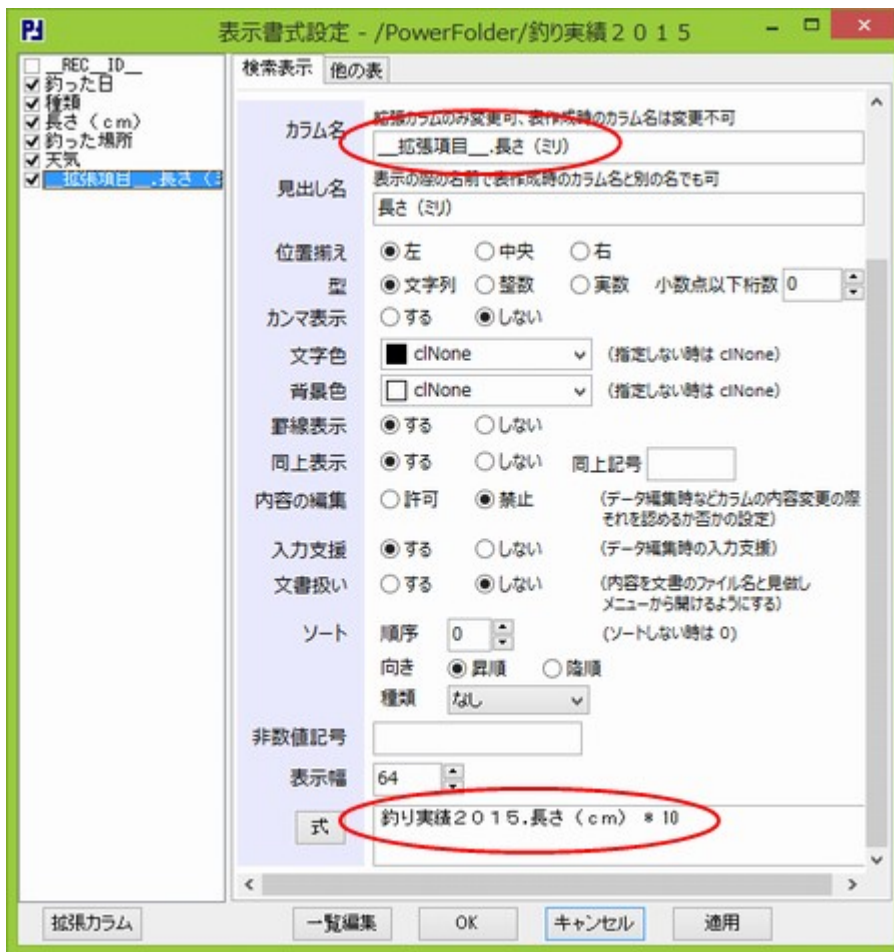 表示書式設定 - /PowerFolder/釣り実績２０１５
__REC_ID__
釣った日
種類
長さ（ｃｍ）
釣った場所
天気
__拡張項目__.長さ（ミ
検索表示 他の表
カラム名
拡張カラムのみ変更可、表作成時のカラム名は変更不可
__拡張項目__.長さ（ミリ）
見出し名
表示の際の名前で表作成時のカラム名と別の名でも可
長さ（ミリ）
位置揃え 左 中央 右
型 文字列 整数 実数 小数点以下桁数 0
カンマ表示 する しない
文字色 clNone （指定しない時は clNone）
背景色 clNone （指定しない時は clNone）
罫線表示 する しない
同上表示 する しない 同上記号
内容の編集 許可 禁止 （データ編集時などカラムの内容変更の際
それを認めるか否かの設定）
入力支援 する しない （データ編集時の入力支援）
文書扱い する しない （内容を文書のファイル名と見做し
メニューから開けるようにする）
ソート 順序 0 （ソートしない時は 0）
向き 昇順 降順
種類 なし
非数値記号
表示幅 64
式 釣り実績２０１５.長さ（ｃｍ） * 10
拡張カラム 一覧編集 OK キャンセル 適用